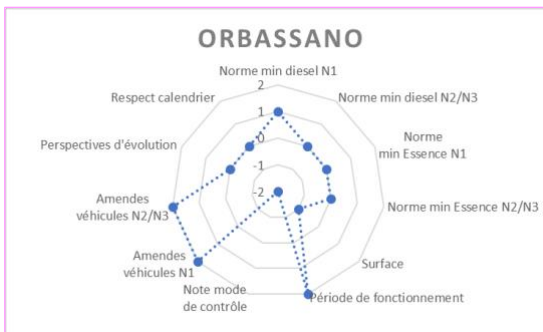 ORBASSANO
Norme min diesel N1
Norme min diesel N2/N3
Norme
min Essence N1
Norme min Essence N2/N3
Surface
Période de fonctionnement
Note mode
de contrôle
Amendes
véhicules N1
Amendes
véhicules N2/N3
Perspectives d'évolution
Respect calendrier
2
1
0
-1
-2